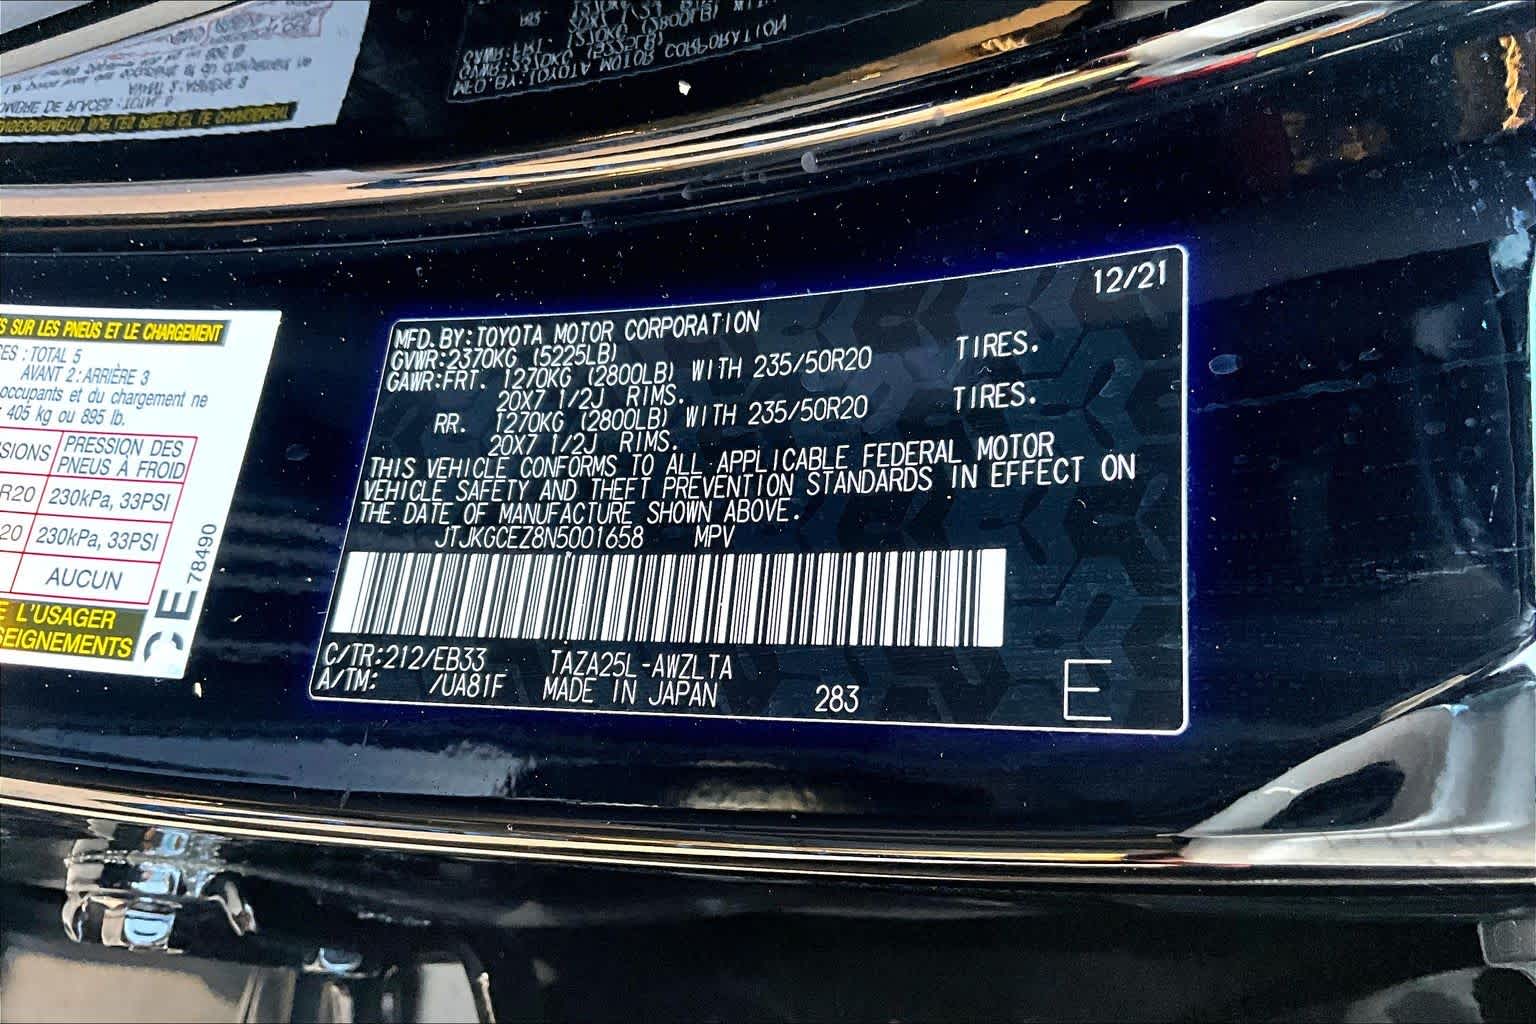 S SUR LES PNEUS ET LE CHARGEMENT
ES : TOTAL 5
AVANT 2 : ARRIÈRE 3
occupants et du chargement ne
405 kg ou 895 lb.
SIONS PRESSION DES
PNEUS À FROID
R20 230kPa, 33PSI
20 230kPa, 33PSI
AUCUN
E L'USAGER
SEIGNEMENTS
CE 78490
12/21
MFD. BY: TOYOTA MOTOR CORPORATION
GVWR: 2370KG (5225LB)
GAWR: FRT. 1270KG (2800LB) WITH 235/50R20 TIRES.
20X7 1/2J RIMS.
RR. 1270KG (2800LB) WITH 235/50R20 TIRES.
20X7 1/2J RIMS.
THIS VEHICLE CONFORMS TO ALL APPLICABLE FEDERAL MOTOR
VEHICLE SAFETY AND THEFT PREVENTION STANDARDS IN EFFECT ON
THE DATE OF MANUFACTURE SHOWN ABOVE.
JTJKGCEZ8N5001658 MPV
C/TR: 212/EB33 TAZA25L-AWZLTA
A/TM: /UA81F MADE IN JAPAN 283 E